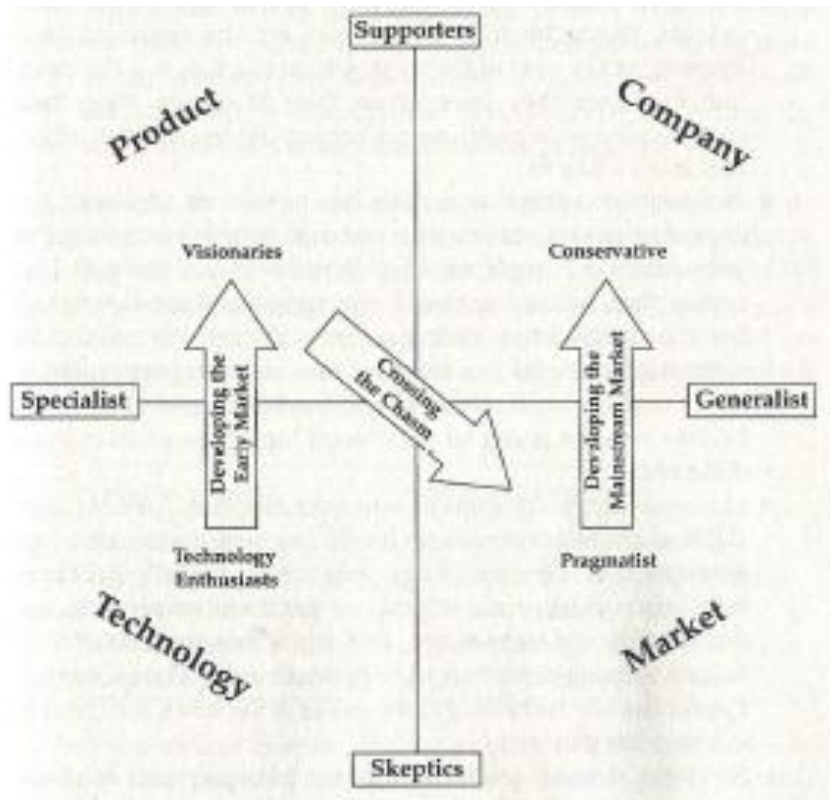 Supporters
Product
Company
Visionaries
Conservative
Crossing
the Chasm
Specialist
Developing the
Early Market
Developing the
Mainstream Market
Generalist
Technology
Enthusiasts
Pragmatist
Technology
Market
Skeptics